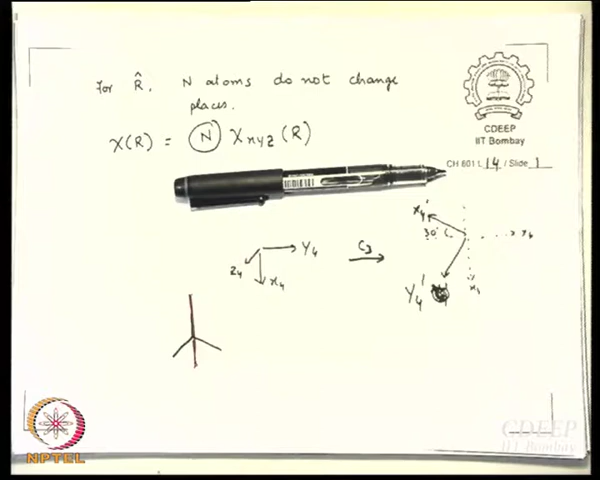 For R̂, N atoms do not change
places.
χ(R) = N χxyz(R)
CDEEP
IIT Bombay
CH 601 L 14 / Slide 1
Y4
Z4
X4
C3
X4'
30°
Y4
X4
Y4'
NPTEL
CDEEP
IIT Bombay